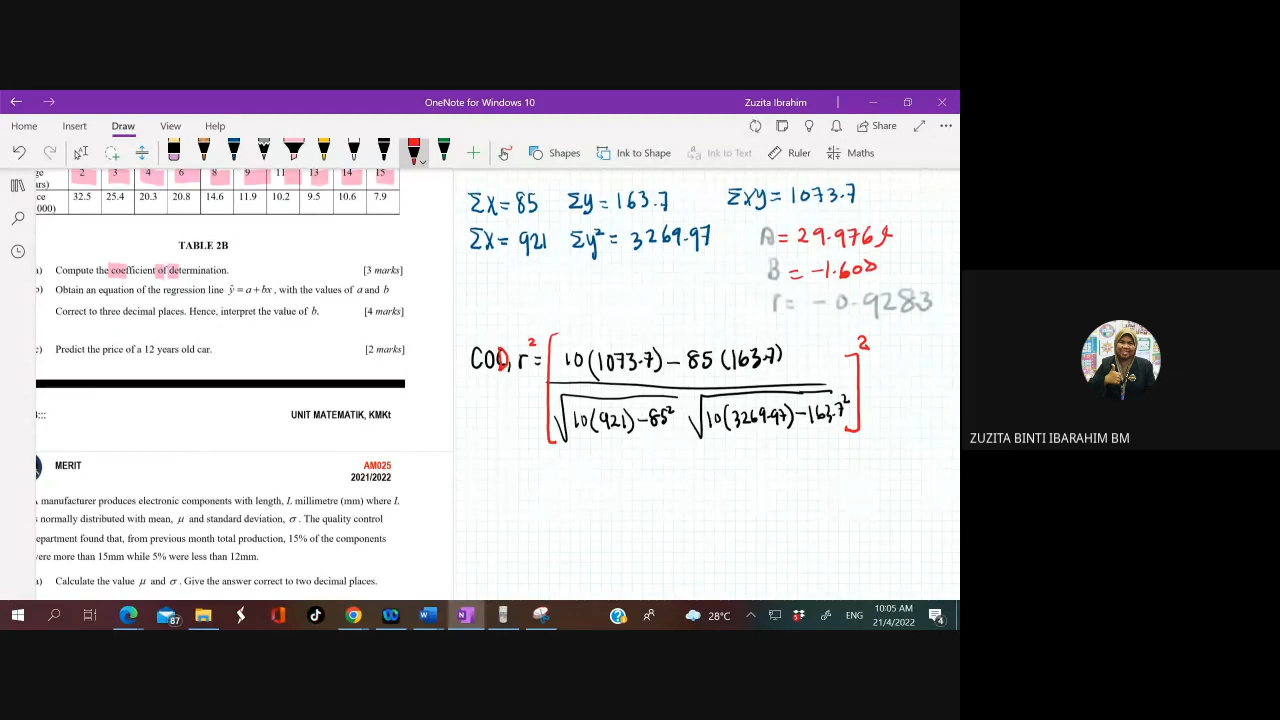 OneNote for Windows 10
Zuzita Ibrahim
Home Insert Draw View Help
Share
Shapes Ink to Shape Ink to Text Ruler Maths
2 3 4 6 8 9 11 13 14 15
32.5 25.4 20.3 20.8 14.6 11.9 10.2 9.5 10.6 7.9
TABLE 2B
Compute the coefficient of determination. [3 marks]
Obtain an equation of the regression line ŷ = a + bx, with the values of a and b
Correct to three decimal places. Hence, interpret the value of b. [4 marks]
Predict the price of a 12 years old car. [2 marks]
UNIT MATEMATIK, KMKt
MERIT AM025
2021/2022
manufacturer produces electronic components with length, L millimetre (mm) where L
normally distributed with mean, μ and standard deviation, σ. The quality control
epartment found that, from previous month total production, 15% of the components
ere more than 15mm while 5% were less than 12mm.
Calculate the value μ and σ. Give the answer correct to two decimal places.
Σx = 85 Σy = 163.7 Σxy = 1073.7
Σx = 921 Σy² = 3269.97
A = 29.976
B = -1.600
r = -0.9283
COD, r² = [ 10(1073.7) - 85(163.7)
√10(921) - 85² √10(3269.97) - 163.7² ]²
ZUZITA BINTI IBARAHIM BM
87
28°C
ENG
10:05 AM
21/4/2022
4